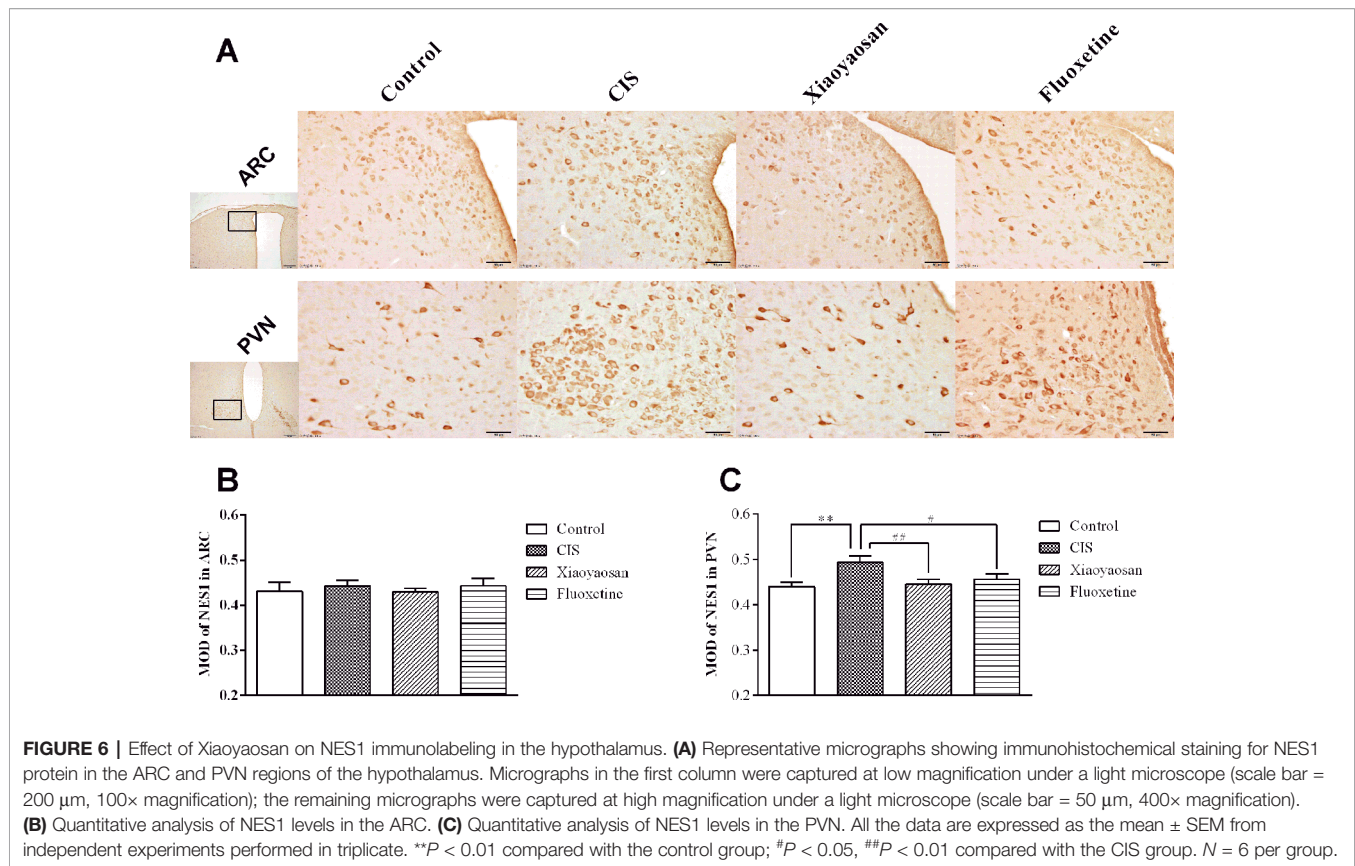 A
Control
CIS
Xiaoyaosan
Fluoxetine
ARC
PVN
B
0.6
0.5
0.4
0.3
0.2
MOD of NES1 in ARC
Control
CIS
Xiaoyaosan
Fluoxetine
C
0.6
0.5
0.4
0.3
0.2
MOD of NES1 in PVN
**
#
##
Control
CIS
Xiaoyaosan
Fluoxetine
FIGURE 6 | Effect of Xiaoyaosan on NES1 immunolabeling in the hypothalamus. (A) Representative micrographs showing immunohistochemical staining for NES1
protein in the ARC and PVN regions of the hypothalamus. Micrographs in the first column were captured at low magnification under a light microscope (scale bar =
200 μm, 100× magnification); the remaining micrographs were captured at high magnification under a light microscope (scale bar = 50 μm, 400× magnification).
(B) Quantitative analysis of NES1 levels in the ARC. (C) Quantitative analysis of NES1 levels in the PVN. All the data are expressed as the mean ± SEM from
independent experiments performed in triplicate. **P < 0.01 compared with the control group; #P < 0.05, ##P < 0.01 compared with the CIS group. N = 6 per group.